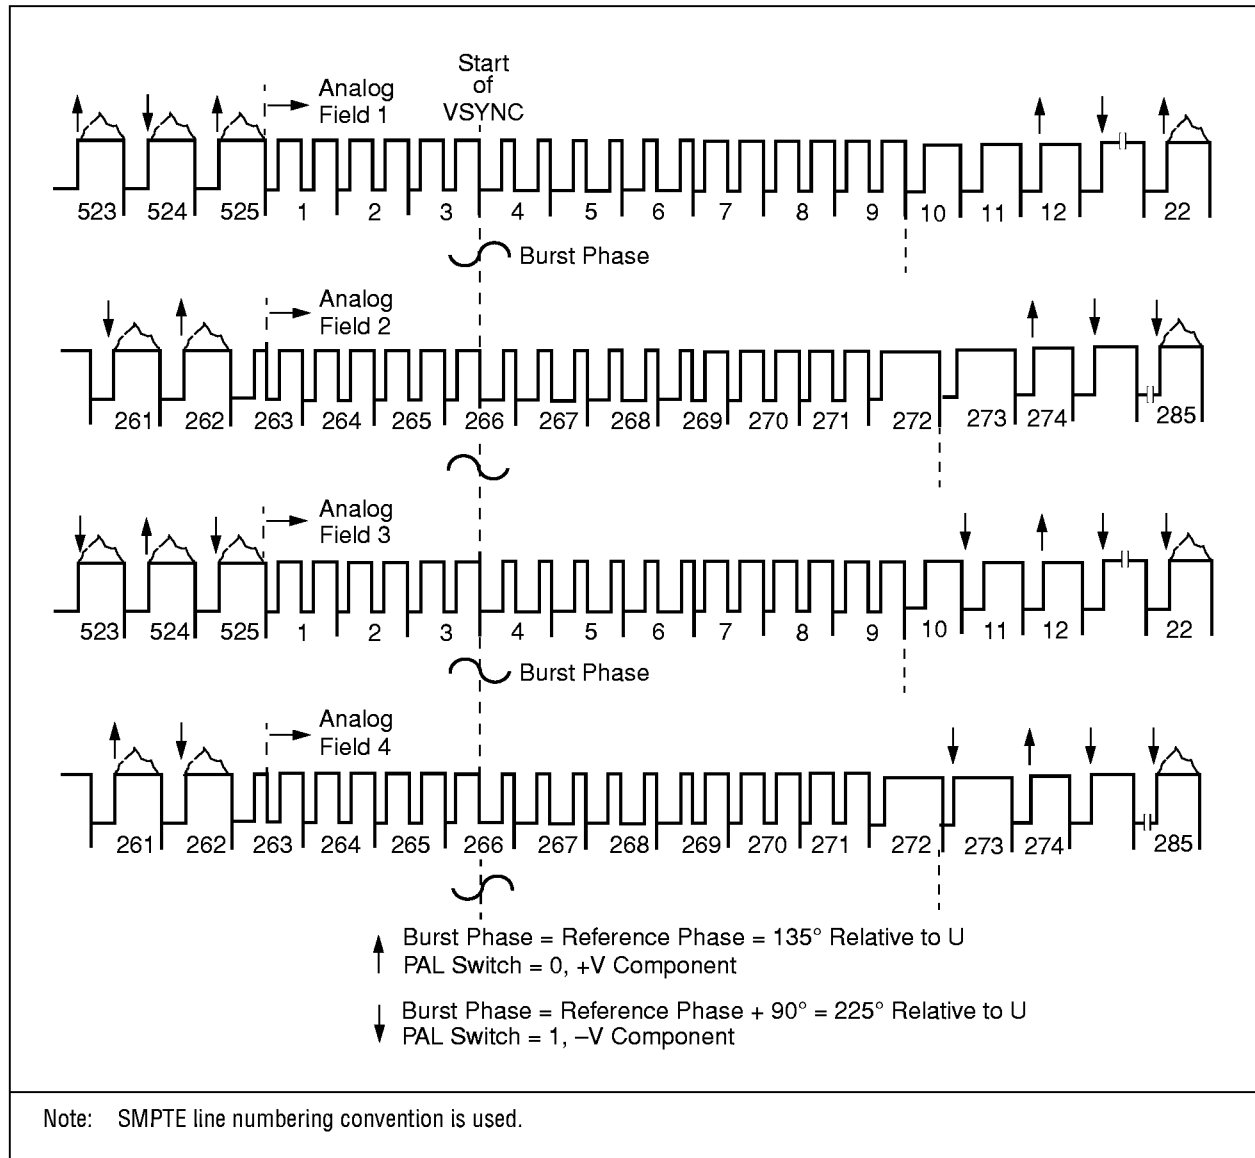 Start
of
VSYNC
Analog
Field 1
523 524 525 1 2 3 4 5 6 7 8 9 10 11 12 22
Burst Phase
Analog
Field 2
261 262 263 264 265 266 267 268 269 270 271 272 273 274 285
Analog
Field 3
523 524 525 1 2 3 4 5 6 7 8 9 10 11 12 22
Burst Phase
Analog
Field 4
261 262 263 264 265 266 267 268 269 270 271 272 273 274 285
Burst Phase = Reference Phase = 135° Relative to U
PAL Switch = 0, +V Component
Burst Phase = Reference Phase + 90° = 225° Relative to U
PAL Switch = 1, –V Component
Note: SMPTE line numbering convention is used.